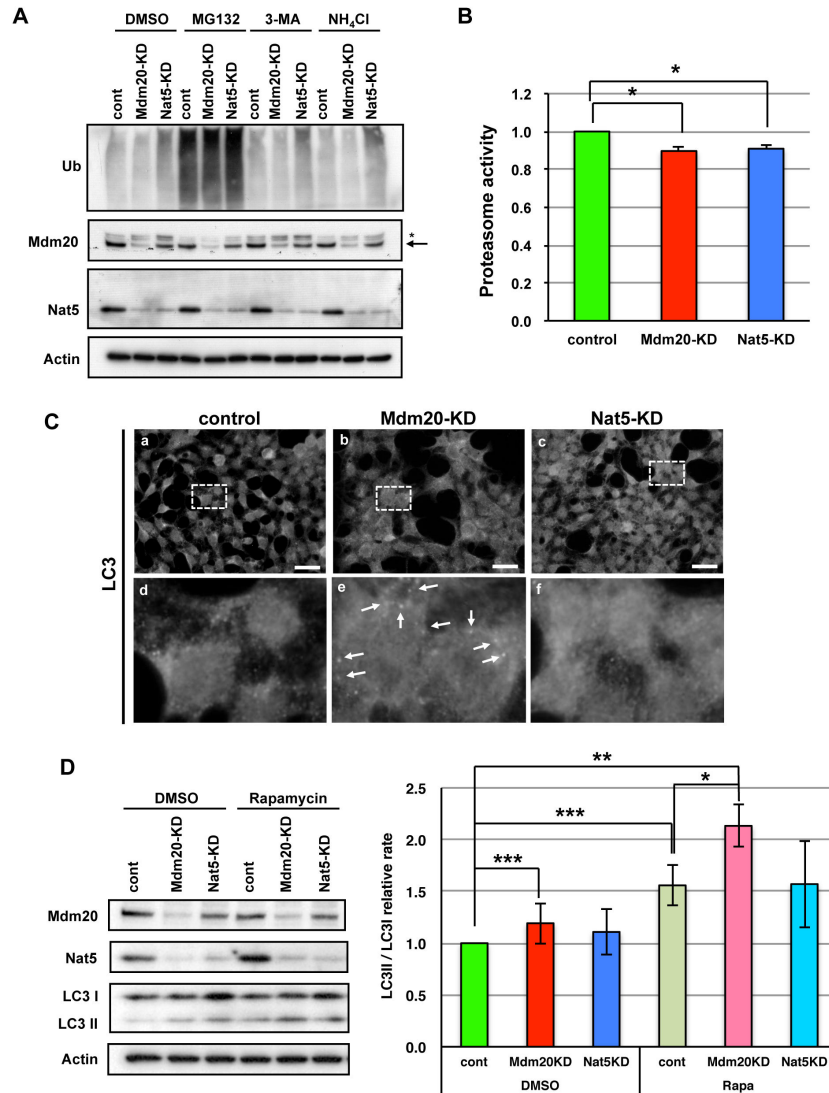 A
DMSO MG132 3-MA NH4Cl
cont Mdm20-KD Nat5-KD cont Mdm20-KD Nat5-KD cont Mdm20-KD Nat5-KD cont Mdm20-KD Nat5-KD
Ub
Mdm20 *
Nat5
Actin
B
* *
Proteasome activity
1.2
1.0
0.8
0.6
0.4
0.2
0.0
control Mdm20-KD Nat5-KD
C
control Mdm20-KD Nat5-KD
LC3
a b c
d e f
D
DMSO Rapamycin
cont Mdm20-KD Nat5-KD cont Mdm20-KD Nat5-KD
Mdm20
Nat5
LC3 I
LC3 II
Actin
LC3II / LC3I relative rate
2.5
2.0
1.5
1.0
0.5
0.0
**
*
***
***
cont Mdm20KD Nat5KD cont Mdm20KD Nat5KD
DMSO Rapa